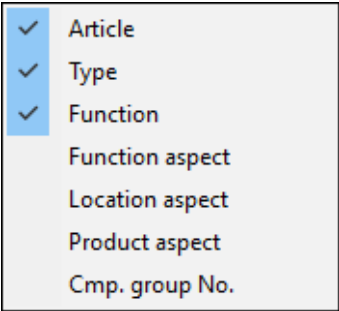 Article
Type
Function
Function aspect
Location aspect
Product aspect
Cmp. group No.